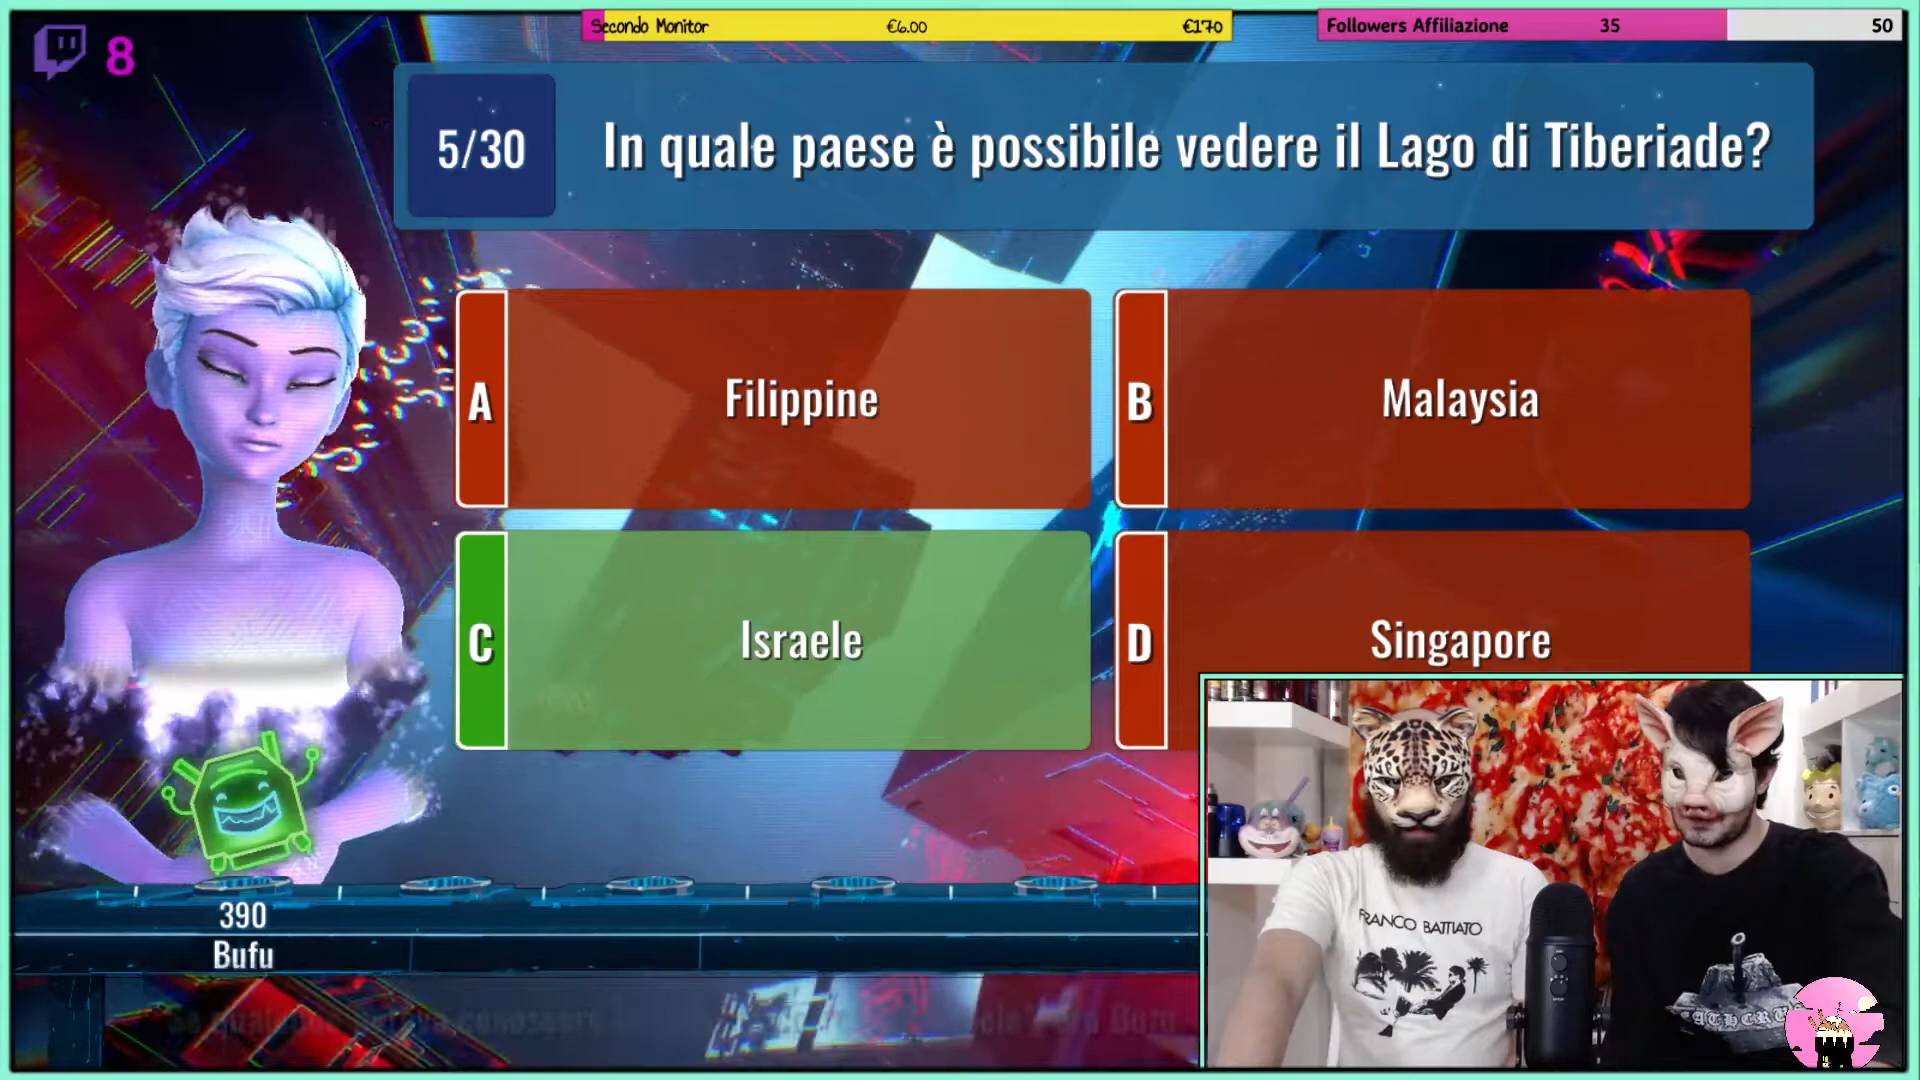 8
Secondo Monitor €6.00 €170
Followers Affiliazione 35 50
5/30
In quale paese è possibile vedere il Lago di Tiberiade?
A Filippine
B Malaysia
C Israele
D Singapore
390
Bufu
FRANCO BATTIATO